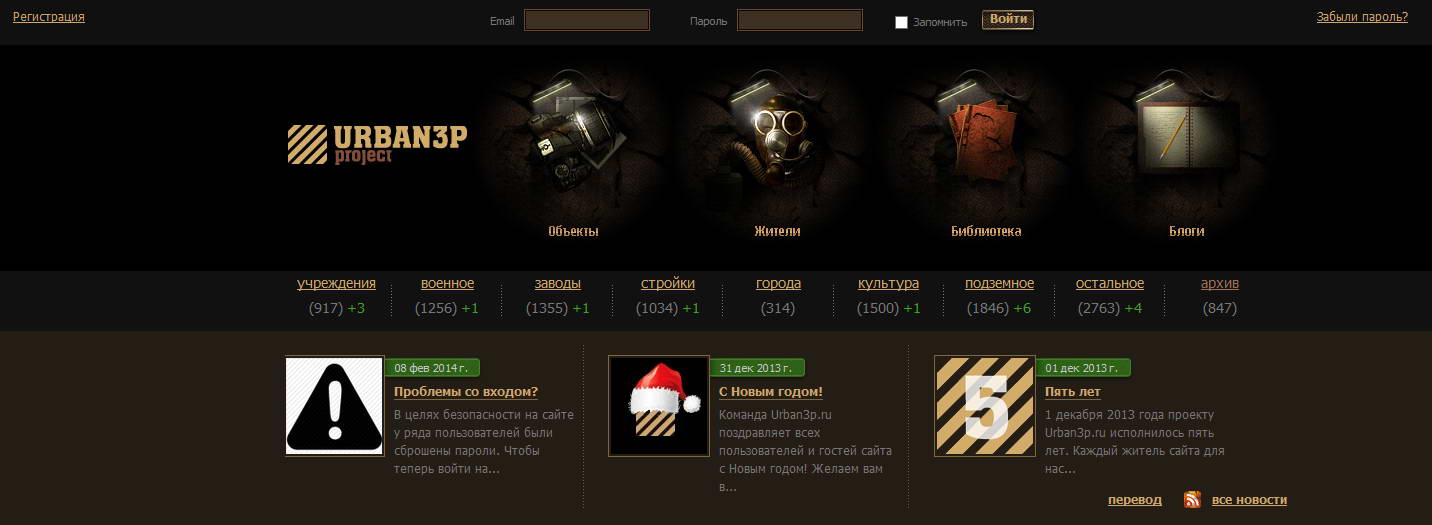 Регистрация
Email
Пароль
Запомнить
Войти
Забыли пароль?
URBAN3P
project
Объекты
Жители
Библиотека
Блоги
учреждения военное заводы стройки города культура подземное остальное архив
(917) +3 (1256) +1 (1355) +1 (1034) +1 (314) (1500) +1 (1846) +6 (2763) +4 (847)
08 фев 2014 г.
Проблемы со входом?
В целях безопасности на сайте
у ряда пользователей были
сброшены пароли. Чтобы
теперь войти на...
31 дек 2013 г.
С Новым годом!
Команда Urban3p.ru
поздравляет всех
пользователей и гостей сайта
с Новым годом! Желаем вам
в...
5
01 дек 2013 г.
Пять лет
1 декабря 2013 года проекту
Urban3p.ru исполнилось пять
лет. Каждый житель сайта для
нас...
перевод
все новости